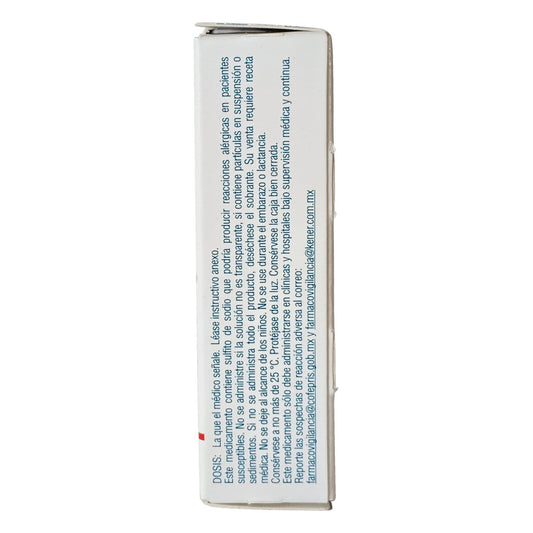 DOSIS: La que el médico señale. Léase instructivo anexo.
Este medicamento contiene sulfito de sodio que podría producir reacciones alérgicas en pacientes
susceptibles. No se administre si la solución no es transparente, si contiene partículas en suspensión o
sedimentos. Si no se administra todo el producto, deséchese el sobrante. Su venta requiere receta
médica. No se deje al alcance de los niños. No se use durante el embarazo o lactancia.
Consérvese a no más de 25 °C. Protéjase de la luz. Consérvese la caja bien cerrada.
Este medicamento sólo debe administrarse en clínicas y hospitales bajo supervisión médica y continua.
Reporte las sospechas de reacción adversa al correo:
farmacovigilancia@cofepris.gob.mx y farmacovigilancia@kener.com.mx